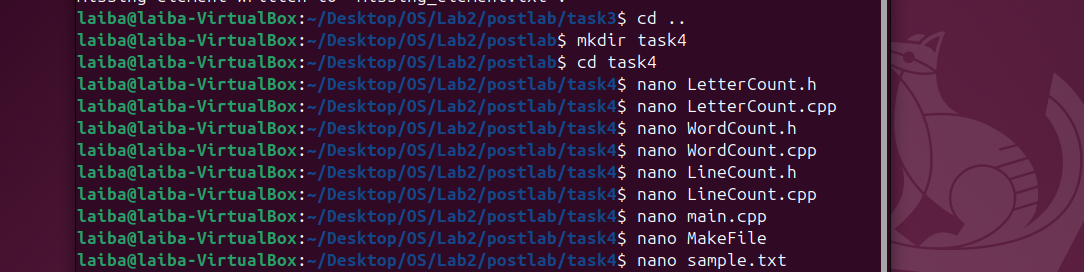 missing element written to 'missing_element.txt'.
laiba@laiba-VirtualBox:~/Desktop/OS/Lab2/postlab/task3$ cd ..
laiba@laiba-VirtualBox:~/Desktop/OS/Lab2/postlab$ mkdir task4
laiba@laiba-VirtualBox:~/Desktop/OS/Lab2/postlab$ cd task4
laiba@laiba-VirtualBox:~/Desktop/OS/Lab2/postlab/task4$ nano LetterCount.h
laiba@laiba-VirtualBox:~/Desktop/OS/Lab2/postlab/task4$ nano LetterCount.cpp
laiba@laiba-VirtualBox:~/Desktop/OS/Lab2/postlab/task4$ nano WordCount.h
laiba@laiba-VirtualBox:~/Desktop/OS/Lab2/postlab/task4$ nano WordCount.cpp
laiba@laiba-VirtualBox:~/Desktop/OS/Lab2/postlab/task4$ nano LineCount.h
laiba@laiba-VirtualBox:~/Desktop/OS/Lab2/postlab/task4$ nano LineCount.cpp
laiba@laiba-VirtualBox:~/Desktop/OS/Lab2/postlab/task4$ nano main.cpp
laiba@laiba-VirtualBox:~/Desktop/OS/Lab2/postlab/task4$ nano MakeFile
laiba@laiba-VirtualBox:~/Desktop/OS/Lab2/postlab/task4$ nano sample.txt